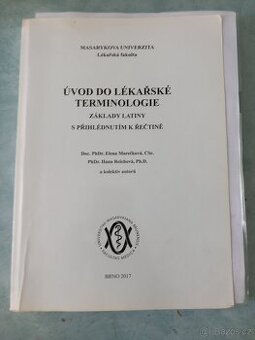 MASARYKOVA UNIVERZITA
Lékařská fakulta
ÚVOD DO LÉKAŘSKÉ
TERMINOLOGIE
ZÁKLADY LATINY
S PŘIHLÉDNUTÍM K ŘEČTINĚ
Doc. PhDr. Elena Marečková, CSc.
PhDr. Hana Reichová, Ph.D.
a kolektiv autorů
BRNO 2017